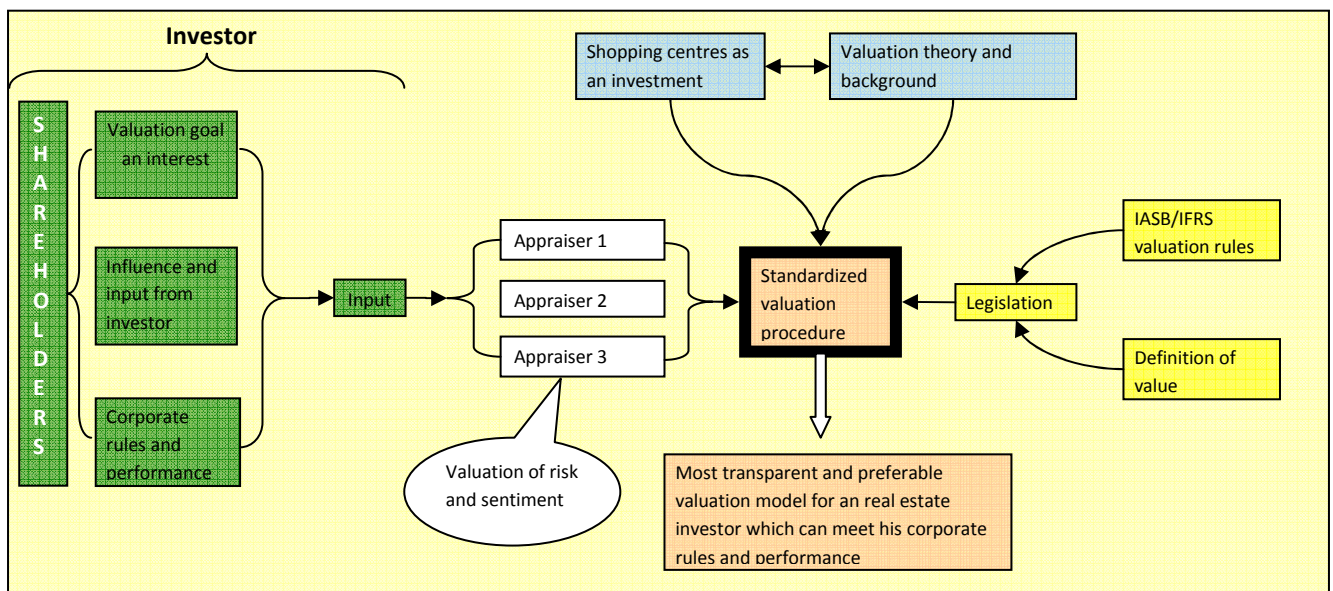 Investor
SHAREHOLDERS
Valuation goal
an interest
Influence and
input from
investor
Corporate
rules and
performance
Input
Appraiser 1
Appraiser 2
Appraiser 3
Valuation of risk
and sentiment
Shopping centres as
an investment
Valuation theory and
background
Standardized
valuation
procedure
Legislation
IASB/IFRS
valuation rules
Definition of
value
Most transparent and preferable
valuation model for an real estate
investor which can meet his corporate
rules and performance